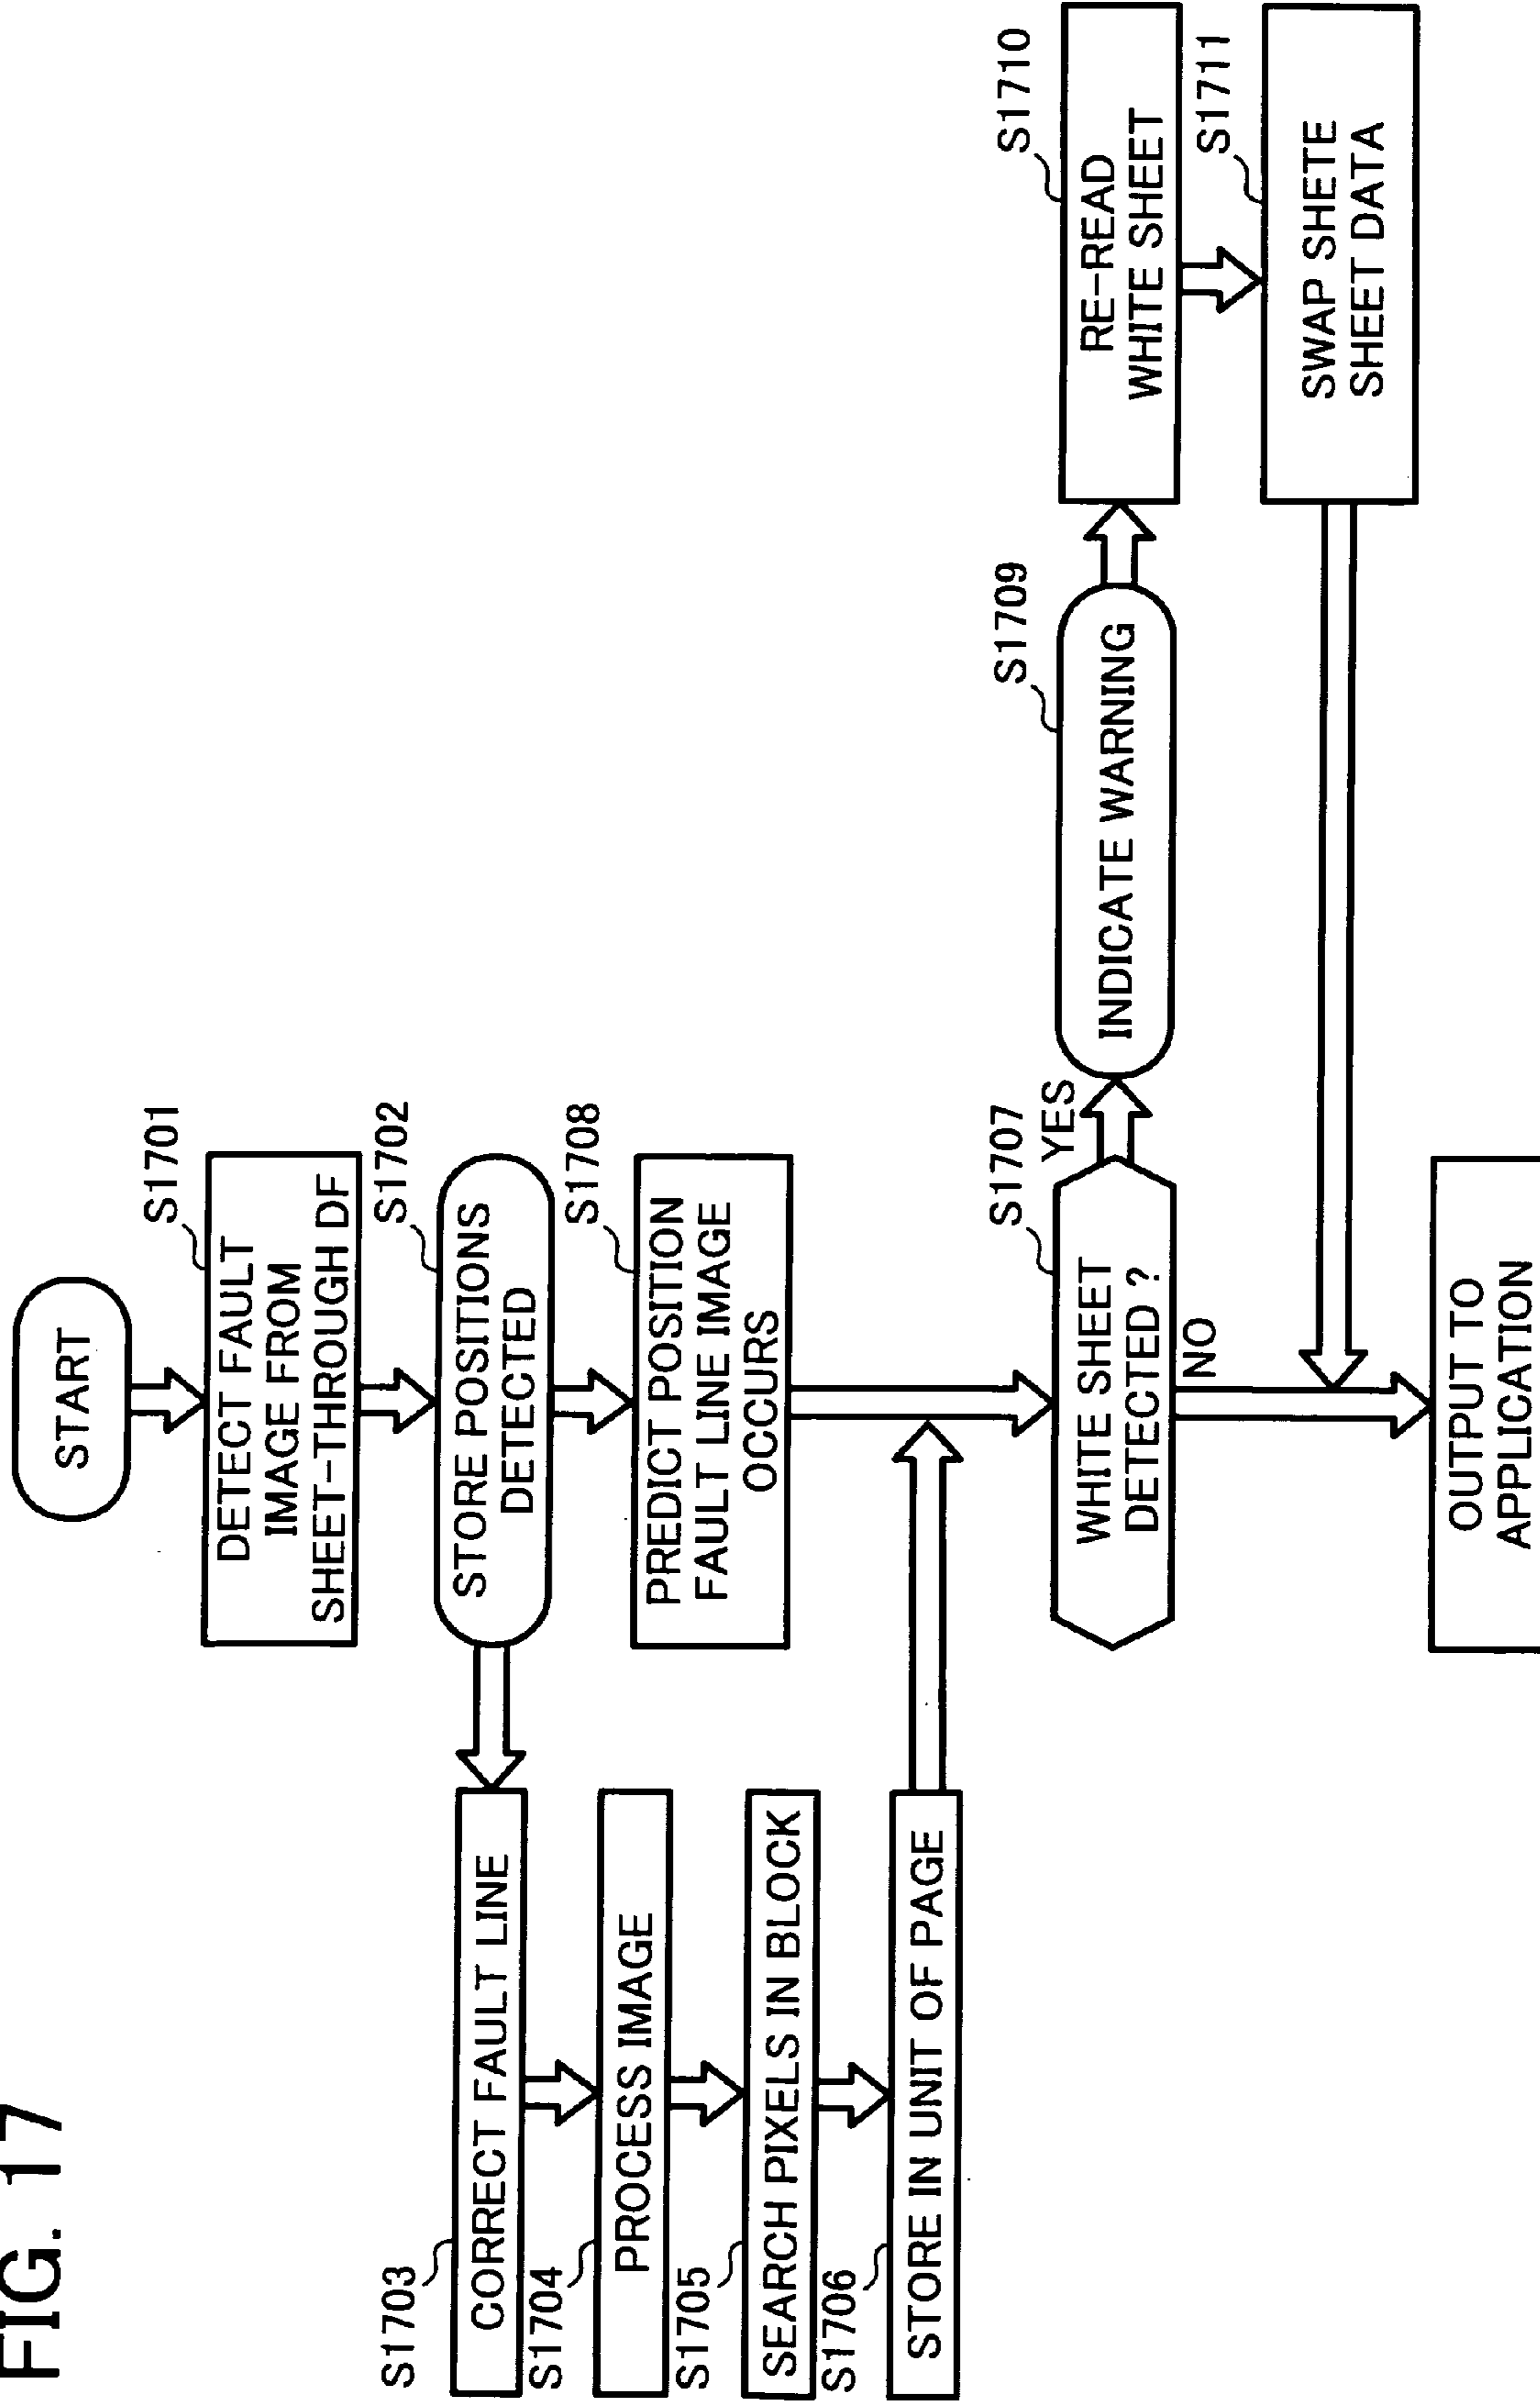 FIG. 17
START
S1701
DETECT FAULT
IMAGE FROM
SHEET-THROUGH DF
S1702
STORE POSITIONS
DETECTED
S1703
CORRECT FAULT LINE
S1704
PROCESS IMAGE
S1705
SEARCH PIXELS IN BLOCK
S1706
STORE IN UNIT OF PAGE
S1708
PREDICT POSITION
FAULT LINE IMAGE
OCCURS
S1707
WHITE SHEET
DETECTED ?
YES
NO
S1709
INDICATE WARNING
S1710
RE-READ
WHITE SHEET
S1711
SWAP SHETE
SHEET DATA
OUTPUT TO
APPLICATION